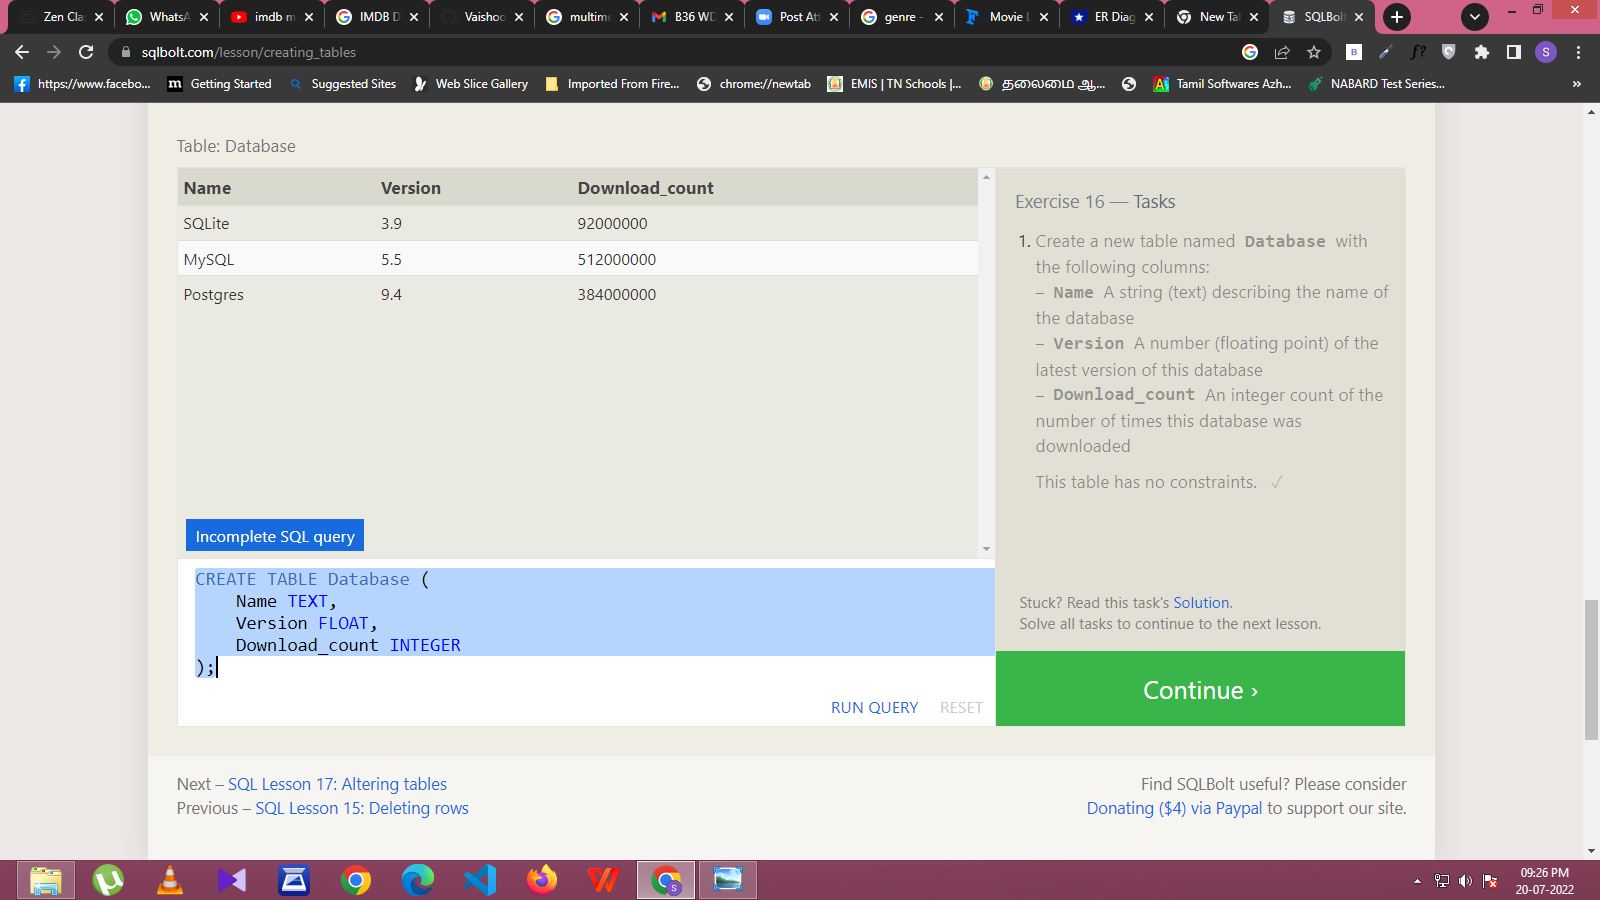 Zen Clas
WhatsA
imdb m
IMDB D
Vaishoo
multime
B36 WD
Post Att
genre -
Movie L
ER Diag
New Tab
SQLBolt
sqlbolt.com/lesson/creating_tables
https://www.facebo...
Getting Started
Suggested Sites
Web Slice Gallery
Imported From Fire...
chrome://newtab
EMIS | TN Schools |...
தலைமை ஆ...
Tamil Softwares Azh...
NABARD Test Series...
»
Table: Database
Name Version Download_count
SQLite 3.9 92000000
MySQL 5.5 512000000
Postgres 9.4 384000000
Incomplete SQL query
CREATE TABLE Database (
Name TEXT,
Version FLOAT,
Download_count INTEGER
);
RUN QUERY RESET
Exercise 16 — Tasks
1. Create a new table named Database with
the following columns:
– Name A string (text) describing the name of
the database
– Version A number (floating point) of the
latest version of this database
– Download_count An integer count of the
number of times this database was
downloaded
This table has no constraints. ✓
Stuck? Read this task's Solution.
Solve all tasks to continue to the next lesson.
Continue ›
Next – SQL Lesson 17: Altering tables
Previous – SQL Lesson 15: Deleting rows
Find SQLBolt useful? Please consider
Donating ($4) via Paypal to support our site.
09:26 PM
20-07-2022